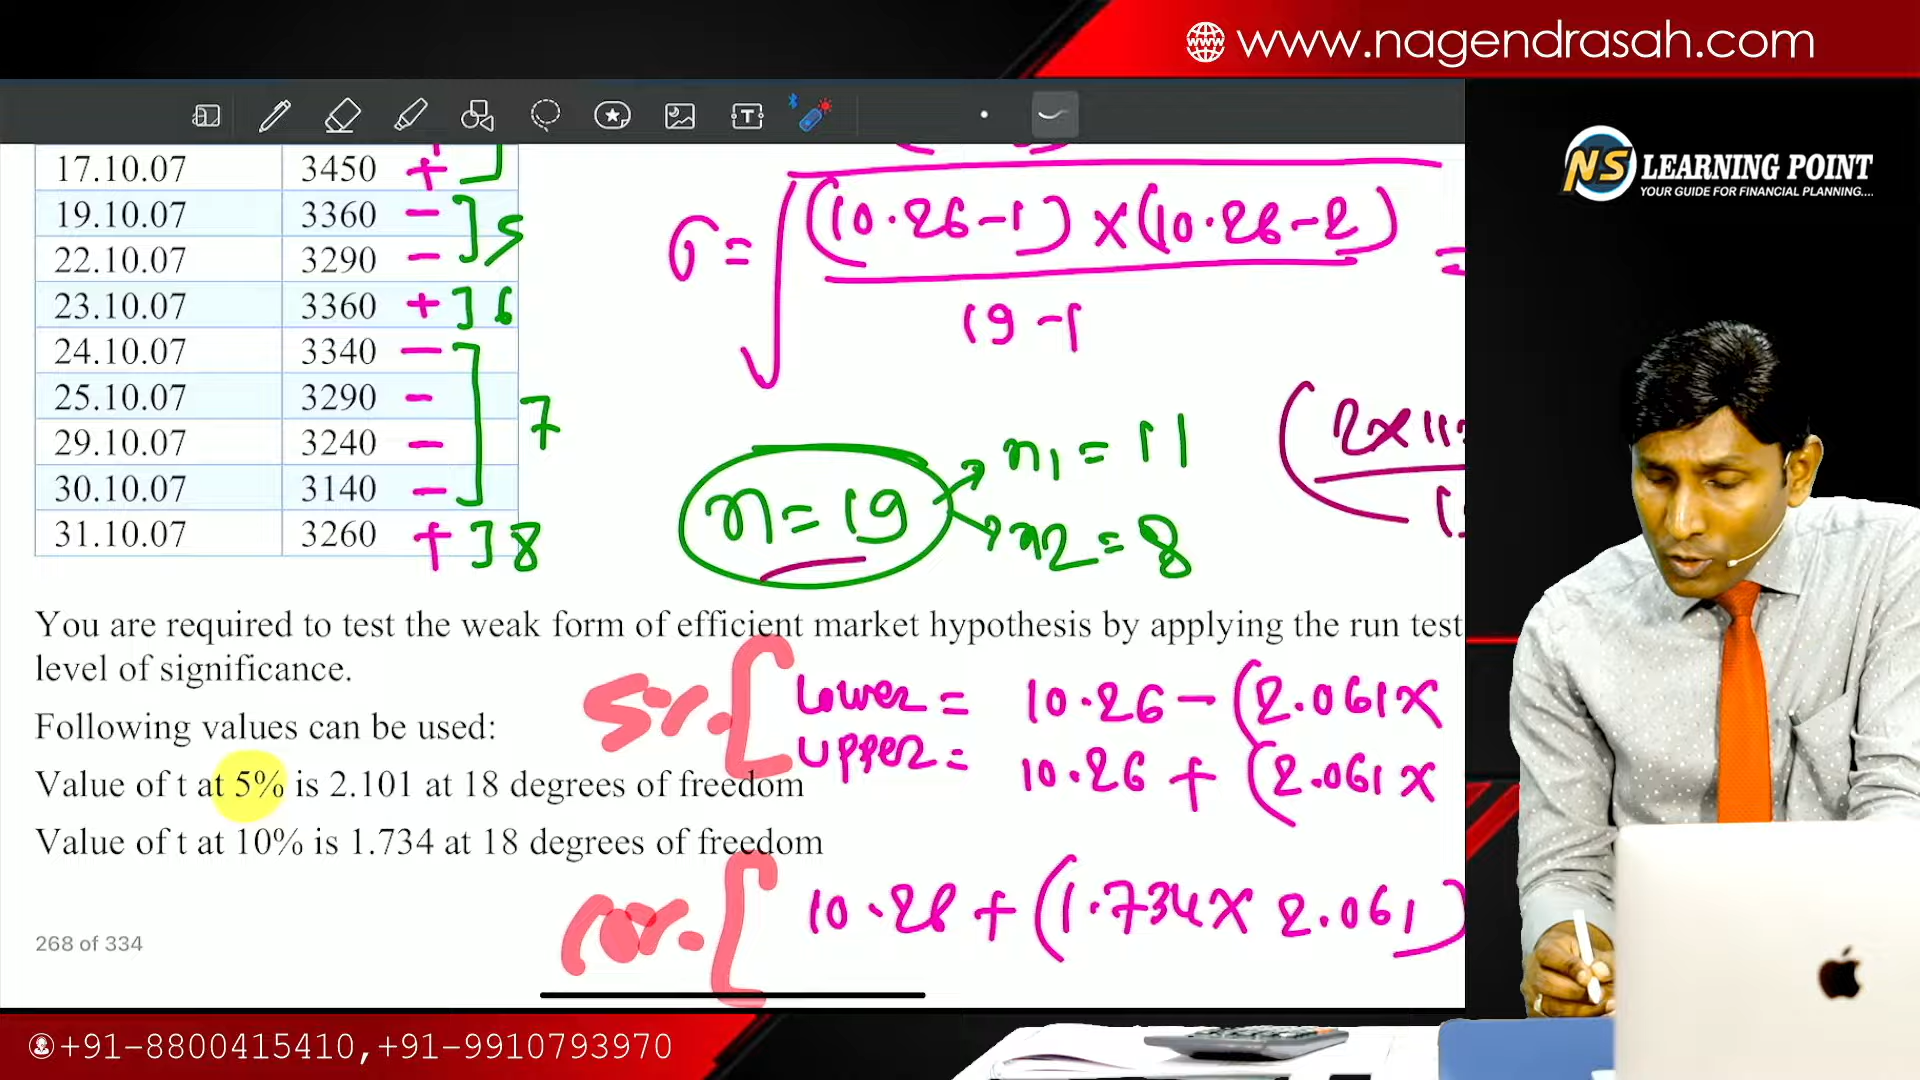 www.nagendrasah.com
NS LEARNING POINT
YOUR GUIDE FOR FINANCIAL PLANNING....
17.10.07 3450 +
19.10.07 3360 -
22.10.07 3290 - ] 5
23.10.07 3360 + ] 6
24.10.07 3340 -
25.10.07 3290 -
29.10.07 3240 - ] 7
30.10.07 3140 -
31.10.07 3260 + ] 8
σ = √ (10.26-1) × (10.26-2) =
19-1
n = 19
n1 = 11
n2 = 8
(2×11×
You are required to test the weak form of efficient market hypothesis by applying the run test
level of significance.
5%. [ Lower = 10.26 - (2.061×
Following values can be used:
Upper = 10.26 + (2.061×
Value of t at 5% is 2.101 at 18 degrees of freedom
Value of t at 10% is 1.734 at 18 degrees of freedom
10%. [ 10.26 + (1.734 × 2.061)
268 of 334
+91-8800415410,+91-9910793970